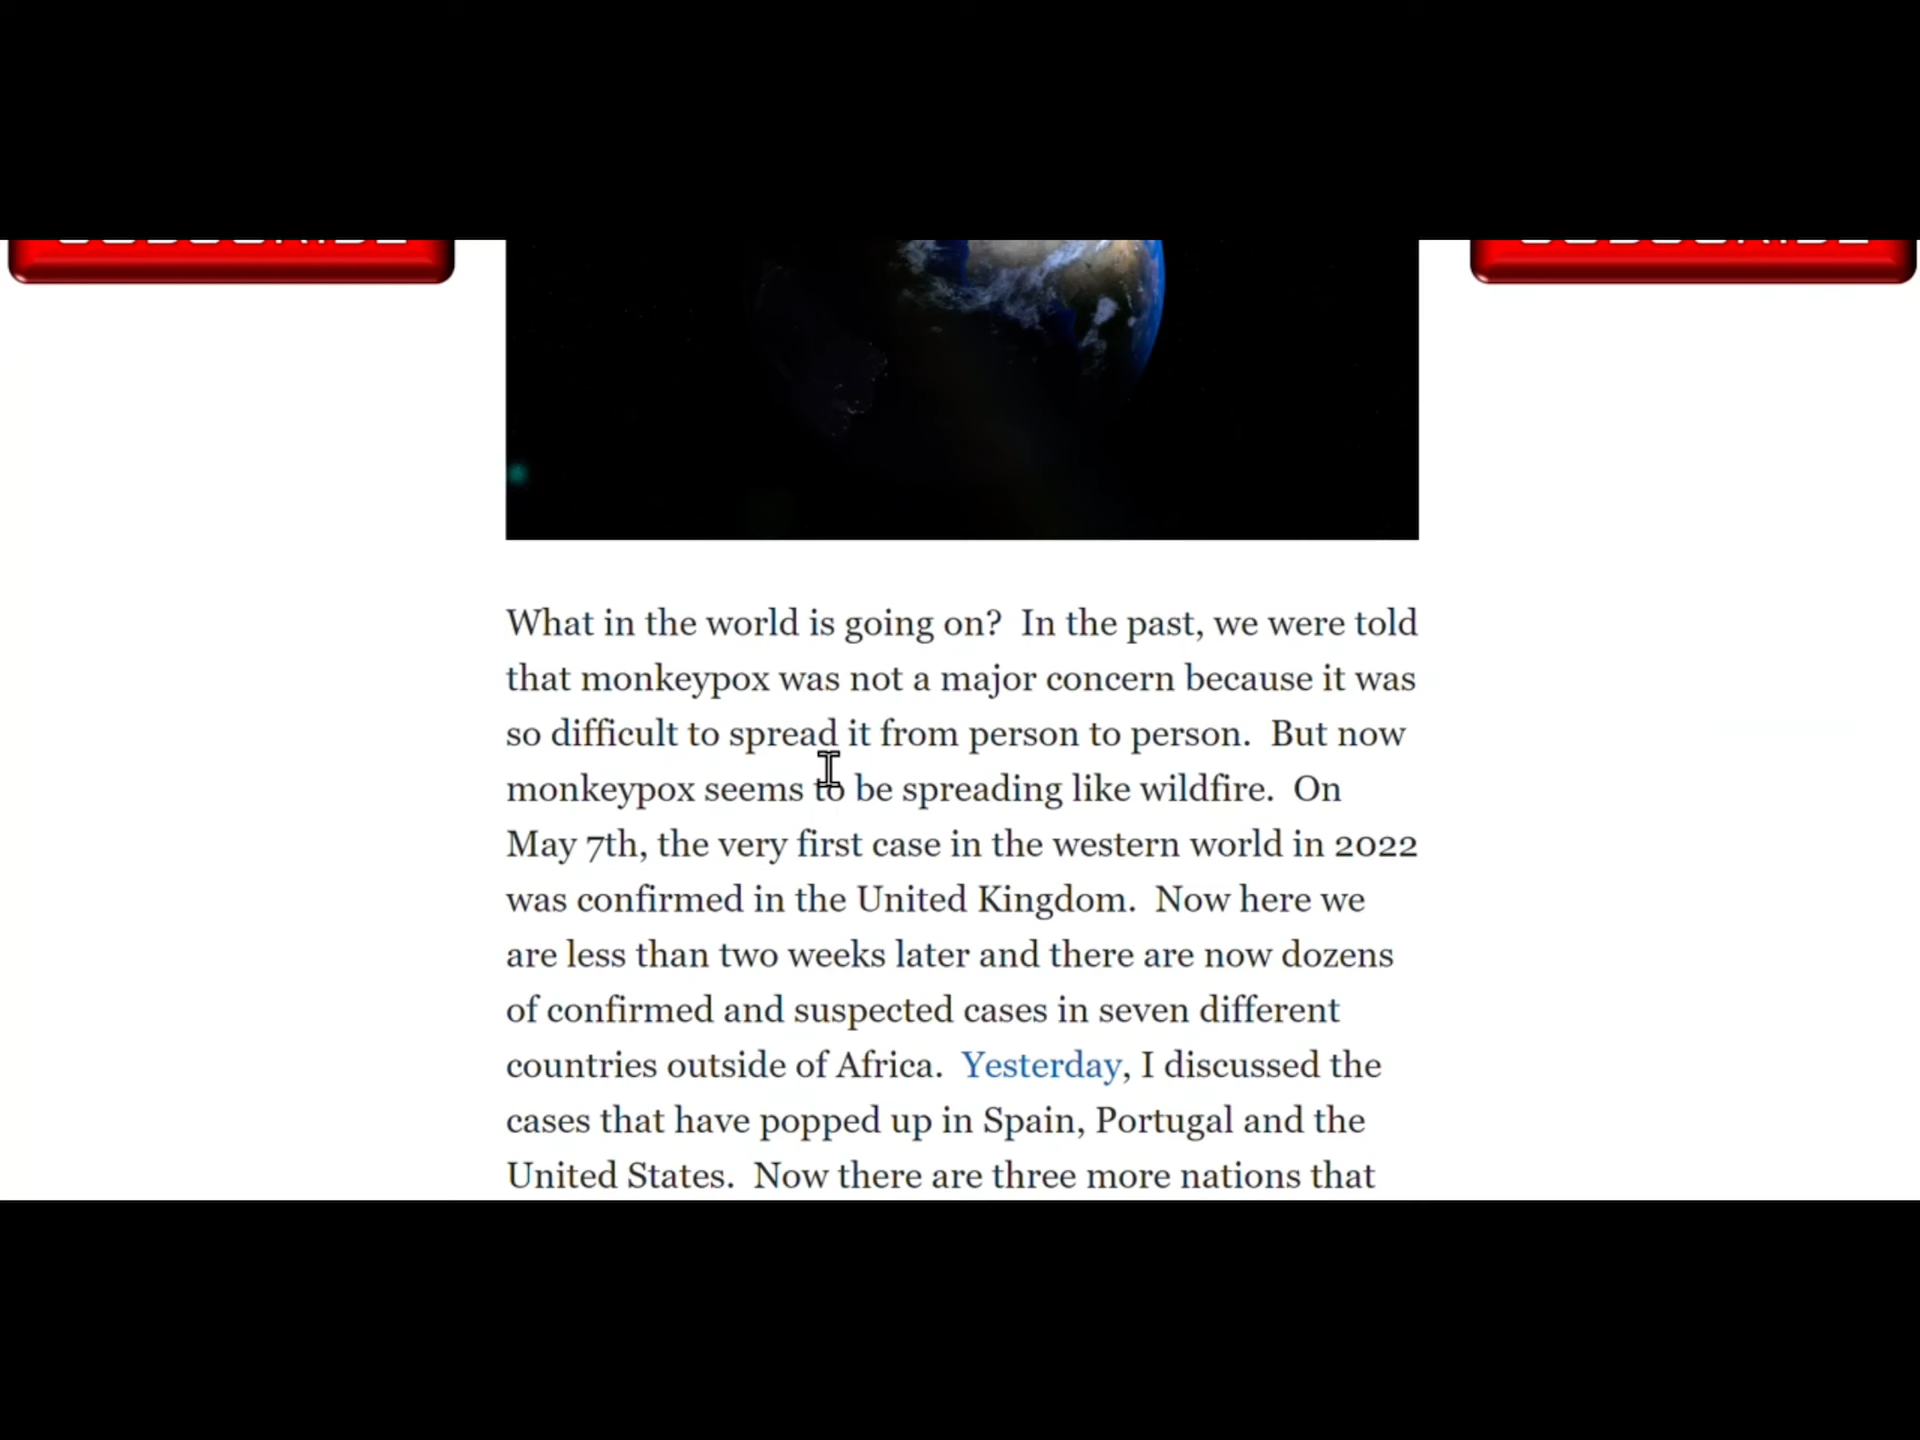 What in the world is going on?  In the past, we were told
that monkeypox was not a major concern because it was
so difficult to spread it from person to person.  But now
monkeypox seems to be spreading like wildfire.  On
May 7th, the very first case in the western world in 2022
was confirmed in the United Kingdom.  Now here we
are less than two weeks later and there are now dozens
of confirmed and suspected cases in seven different
countries outside of Africa.  Yesterday, I discussed the
cases that have popped up in Spain, Portugal and the
United States.  Now there are three more nations that